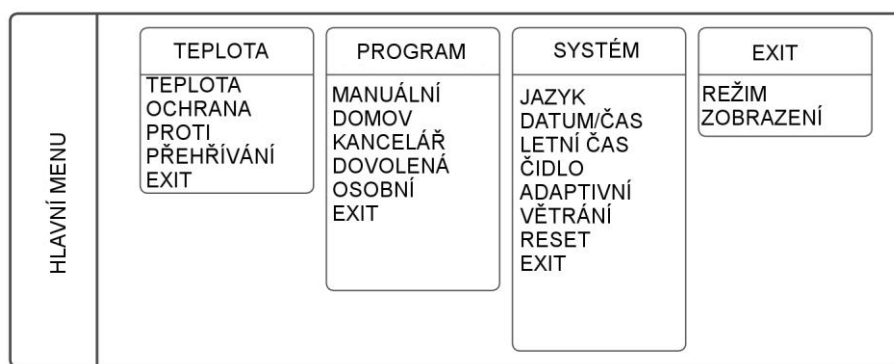 HLAVNÍ MENU
TEPLOTA
TEPLOTA
OCHRANA
PROTI
PŘEHŘÍVÁNÍ
EXIT
PROGRAM
MANUÁLNÍ
DOMOV
KANCELÁŘ
DOVOLENÁ
OSOBNÍ
EXIT
SYSTÉM
JAZYK
DATUM/ČAS
LETNÍ ČAS
ČIDLO
ADAPTIVNÍ
VĚTRÁNÍ
RESET
EXIT
EXIT
REŽIM
ZOBRAZENÍ